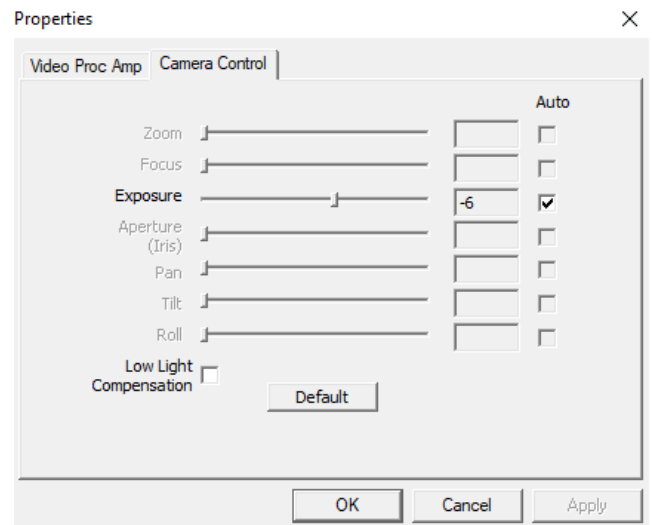 Properties
Video Proc Amp Camera Control
Auto
Zoom
Focus
Exposure -6
Aperture
(Iris)
Pan
Tilt
Roll
Low Light
Compensation
Default
OK Cancel Apply